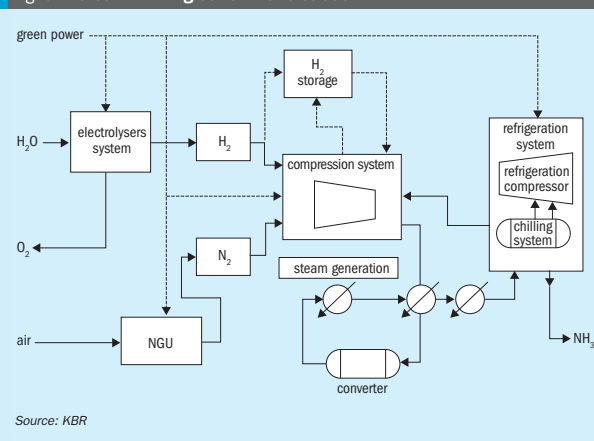 green power
H₂
storage
H₂O
electrolysers
system
H₂
refrigeration
system
compression system
refrigeration
compressor
chilling
system
O₂
N₂
steam generation
air
NGU
NH₃
converter
Source: KBR